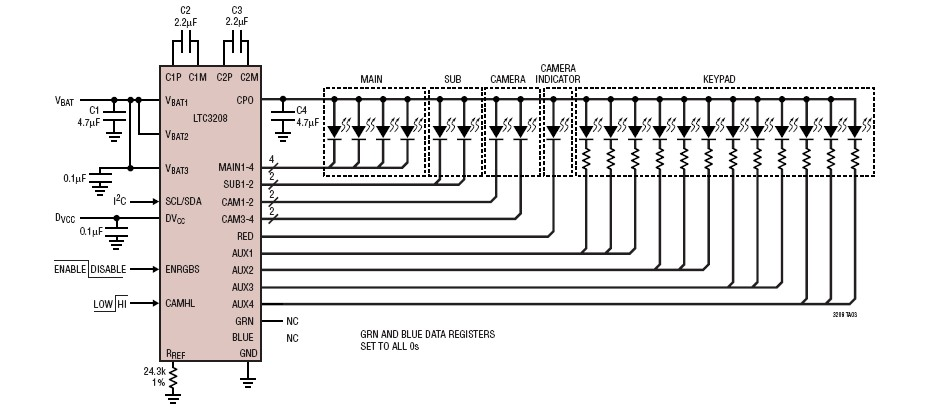 C2
2.2µF
C3
2.2µF
C1P C1M C2P C2M
MAIN
SUB
CAMERA
CAMERA
INDICATOR
KEYPAD
VBAT
C1
4.7µF
VBAT1
LTC3208
CPO
C4
4.7µF
VBAT2
0.1µF
VBAT3
MAIN1-4
4
SUB1-2
2
I2C
SCL/SDA
CAM1-2
2
DVCC
0.1µF
DVCC
CAM3-4
2
RED
AUX1
ENABLE DISABLE
ENRGBS
AUX2
AUX3
LOW HI
CAMHL
AUX4
3208 TA03
GRN
NC
BLUE
NC
GRN AND BLUE DATA REGISTERS
SET TO ALL 0s
RREF
GND
24.3k
1%